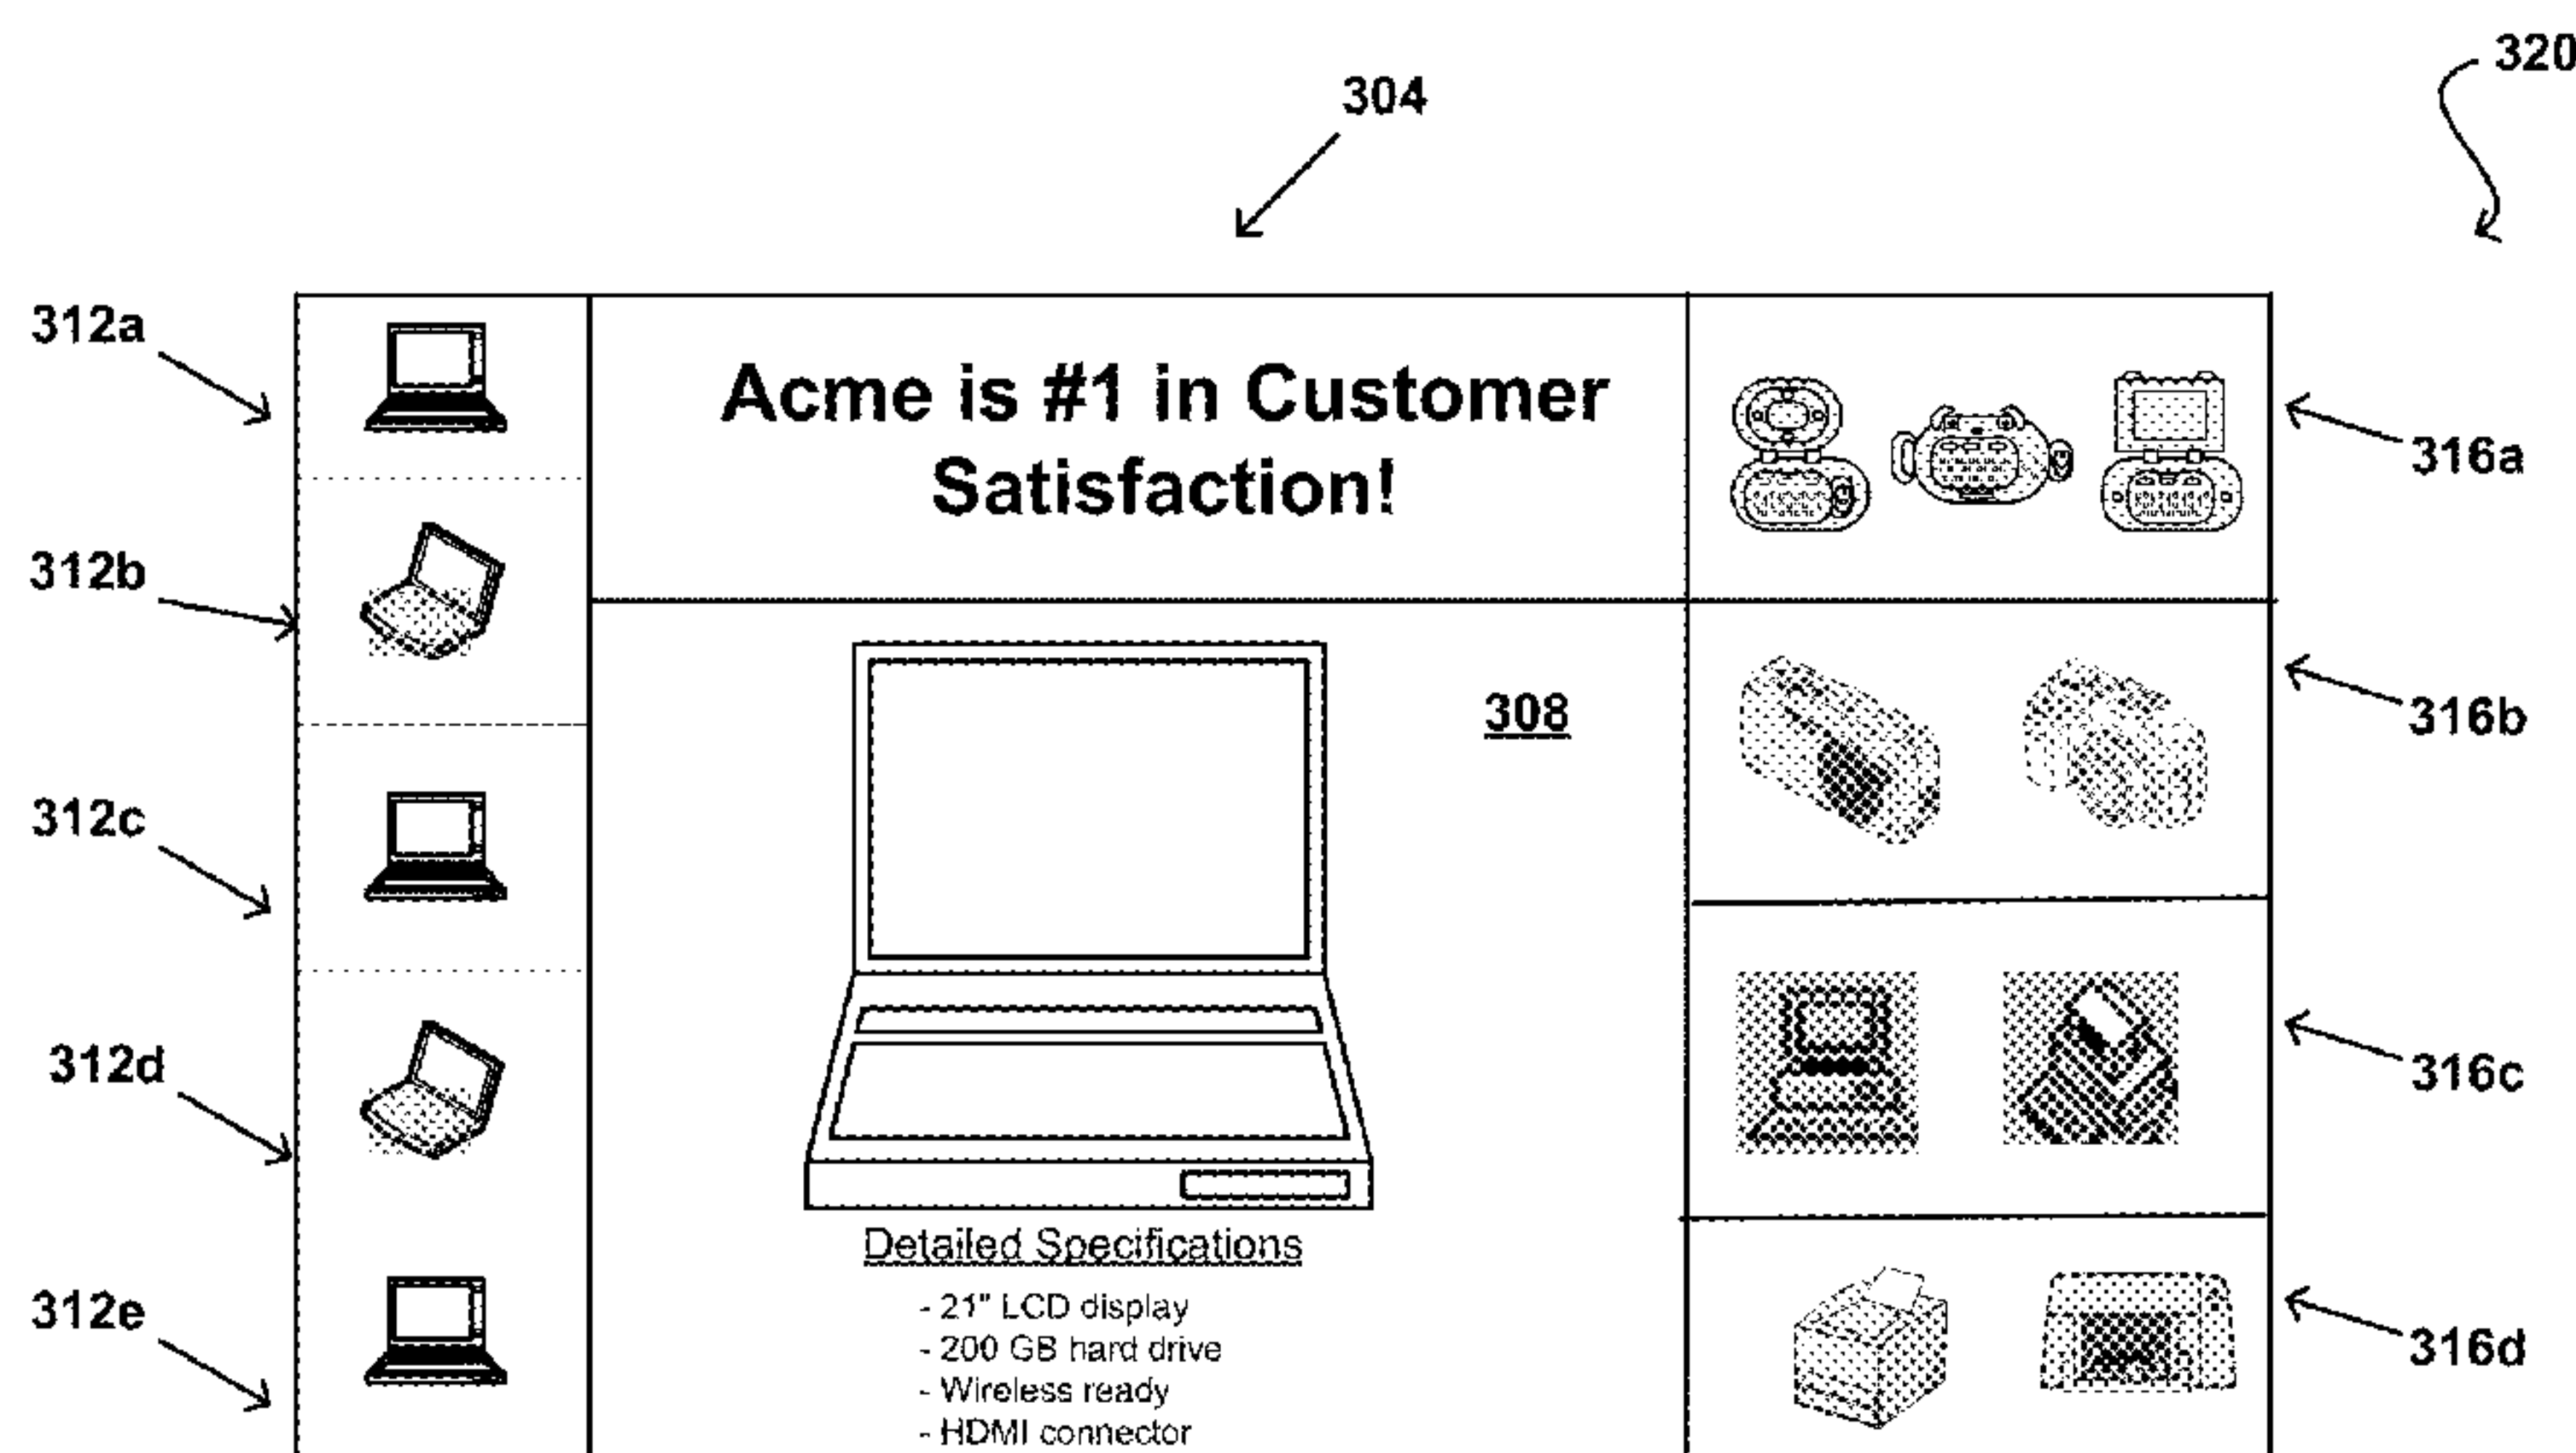 320
304
312a
Acme is #1 in Customer
Satisfaction!
316a
312b
308
316b
312c
316c
312d
Detailed Specifications
312e
- 21" LCD display
- 200 GB hard drive
- Wireless ready
- HDMI connector
316d